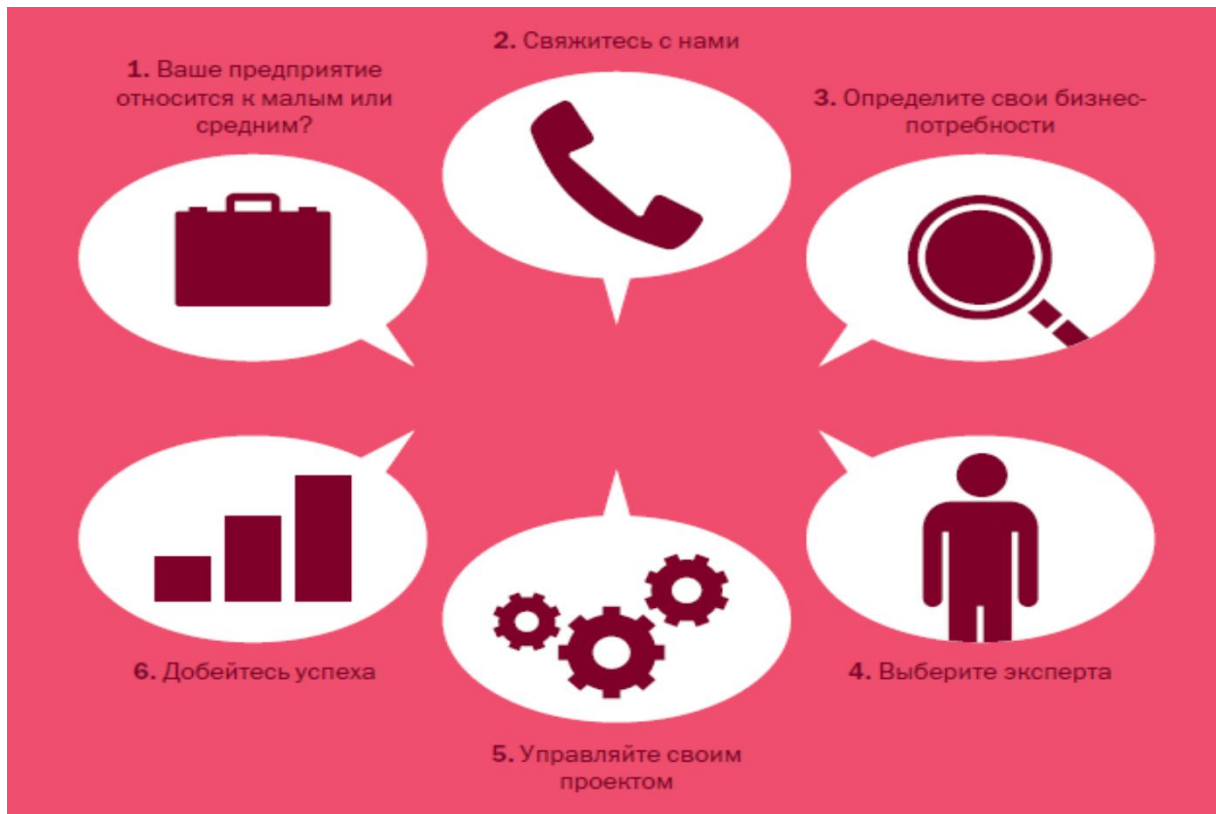 1. Ваше предприятие
относится к малым или
средним?
2. Свяжитесь с нами
3. Определите свои бизнес-
потребности
4. Выберите эксперта
5. Управляйте своим
проектом
6. Добейтесь успеха